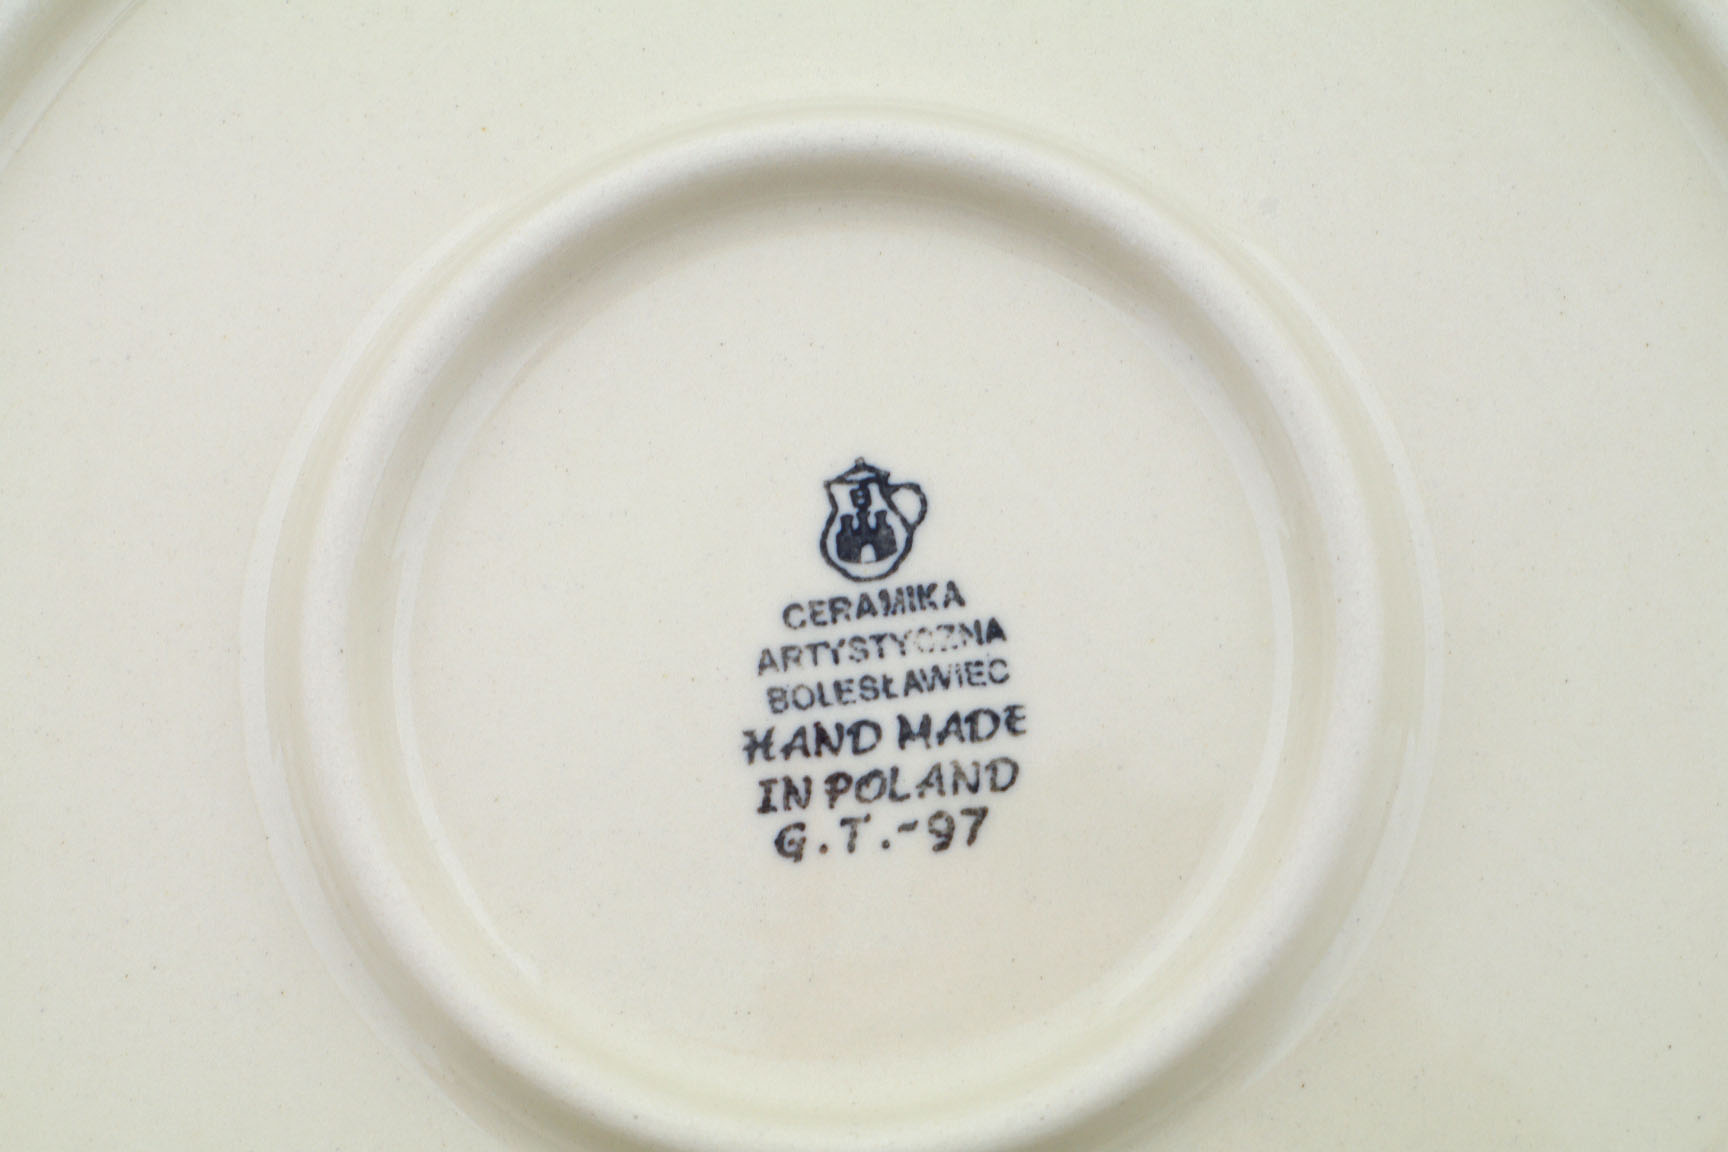 CERAMIKA
ARTYSTYCZNA
BOLESŁAWIEC
HAND MADE
IN POLAND
G.T.-97